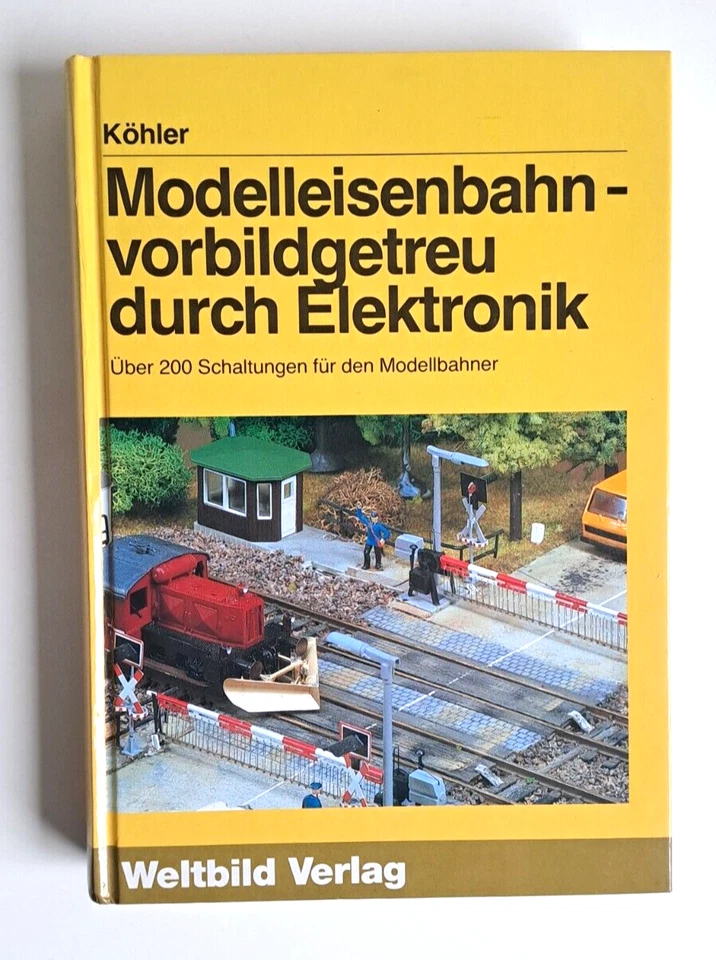 Köhler
Modelleisenbahn-
vorbildgetreu
durch Elektronik
Über 200 Schaltungen für den Modellbahner
Weltbild Verlag